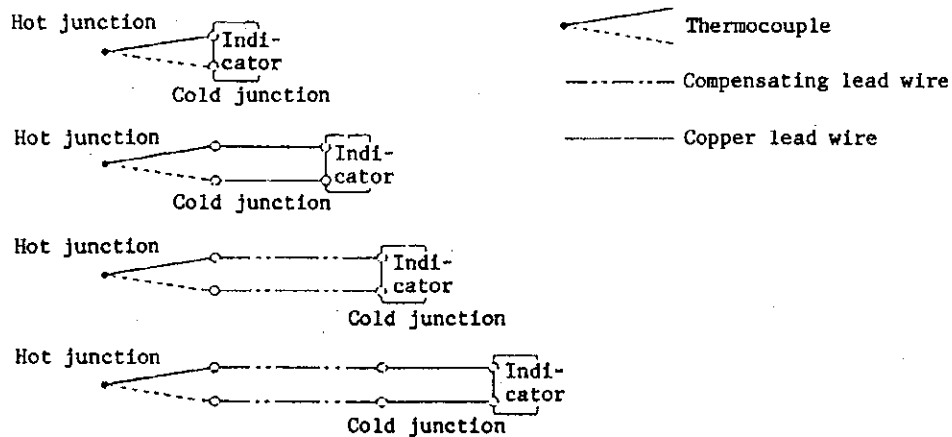 Hot junction
Indi-
cator
Cold junction
Hot junction
Indi-
cator
Cold junction
Hot junction
Indi-
cator
Cold junction
Hot junction
Indi-
cator
Cold junction
Thermocouple
Compensating lead wire
Copper lead wire